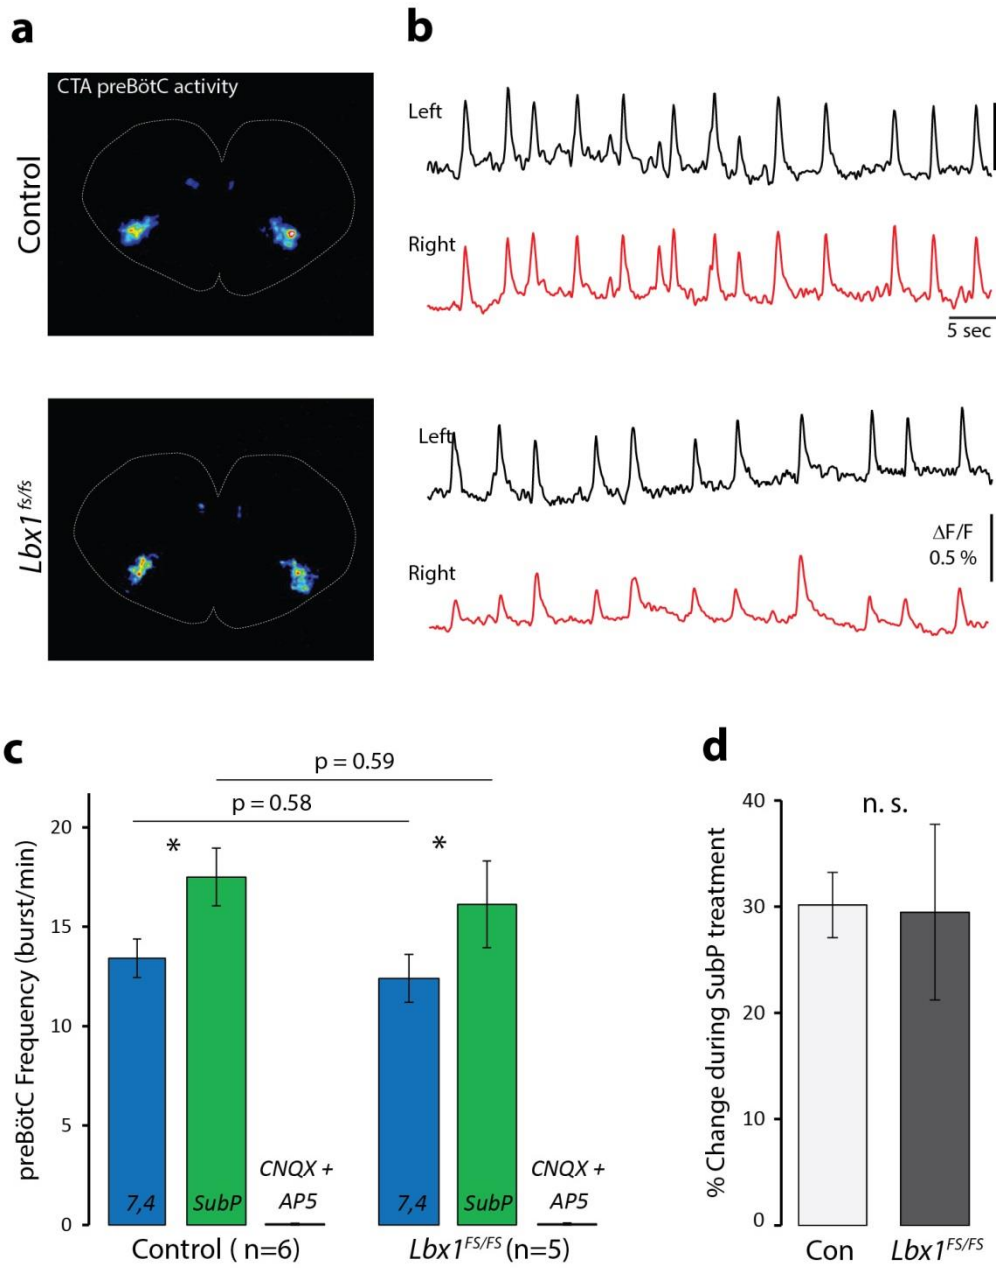 a
b
CTA preBötC activity
Control
Left
Right
5 sec
Lbx1fs/fs
Left
Right
ΔF/F
0.5 %
c
p = 0.59
p = 0.58
*
*
preBötC Frequency (burst/min)
20
15
10
5
0
7,4
SubP
CNQX +
AP5
7,4
SubP
CNQX +
AP5
Control ( n=6)
Lbx1FS/FS (n=5)
d
n. s.
% Change during SubP treatment
40
30
20
10
0
Con
Lbx1FS/FS